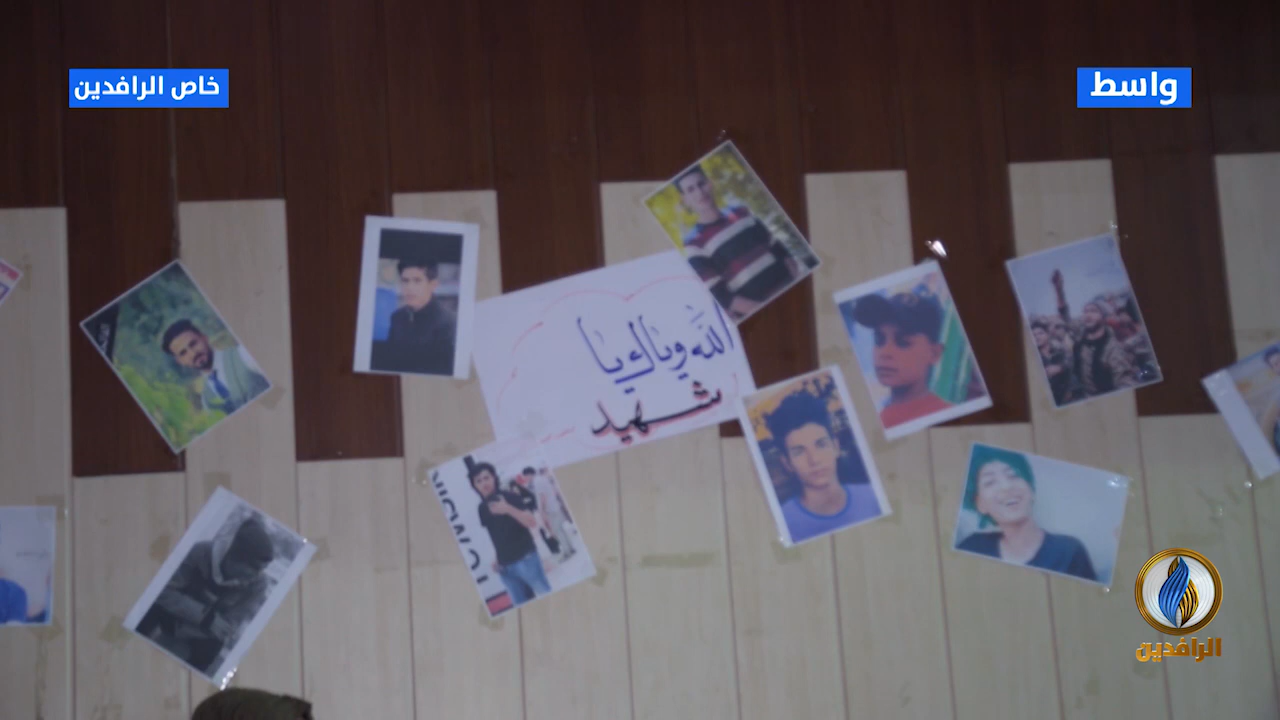 واسط
خاص الرافدين
الله وياك يا
شهيد
الرافدين